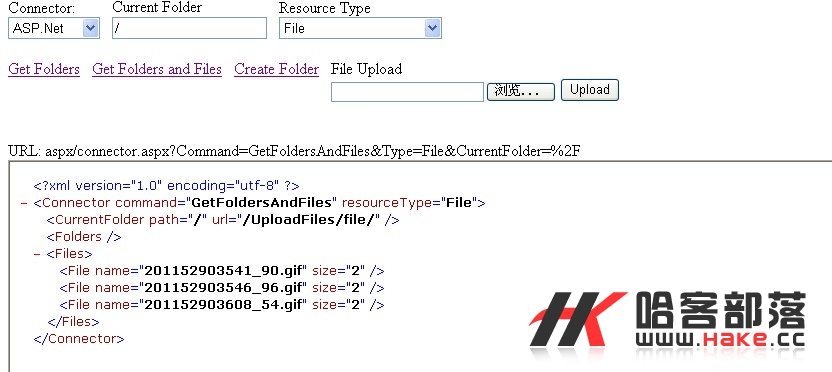 Connector: Current Folder Resource Type
ASP.Net / File
Get Folders Get Folders and Files Create Folder File Upload
浏览... Upload
URL: aspx/connector.aspx?Command=GetFoldersAndFiles&Type=File&CurrentFolder=%2F
<?xml version="1.0" encoding="utf-8" ?>
− <Connector command="GetFoldersAndFiles" resourceType="File">
<CurrentFolder path="/" url="/UploadFiles/file/" />
<Folders />
− <Files>
<File name="201152903541_90.gif" size="2" />
<File name="201152903546_96.gif" size="2" />
<File name="201152903608_54.gif" size="2" />
</Files>
</Connector>
HK 哈客部落
www.Hake.cc